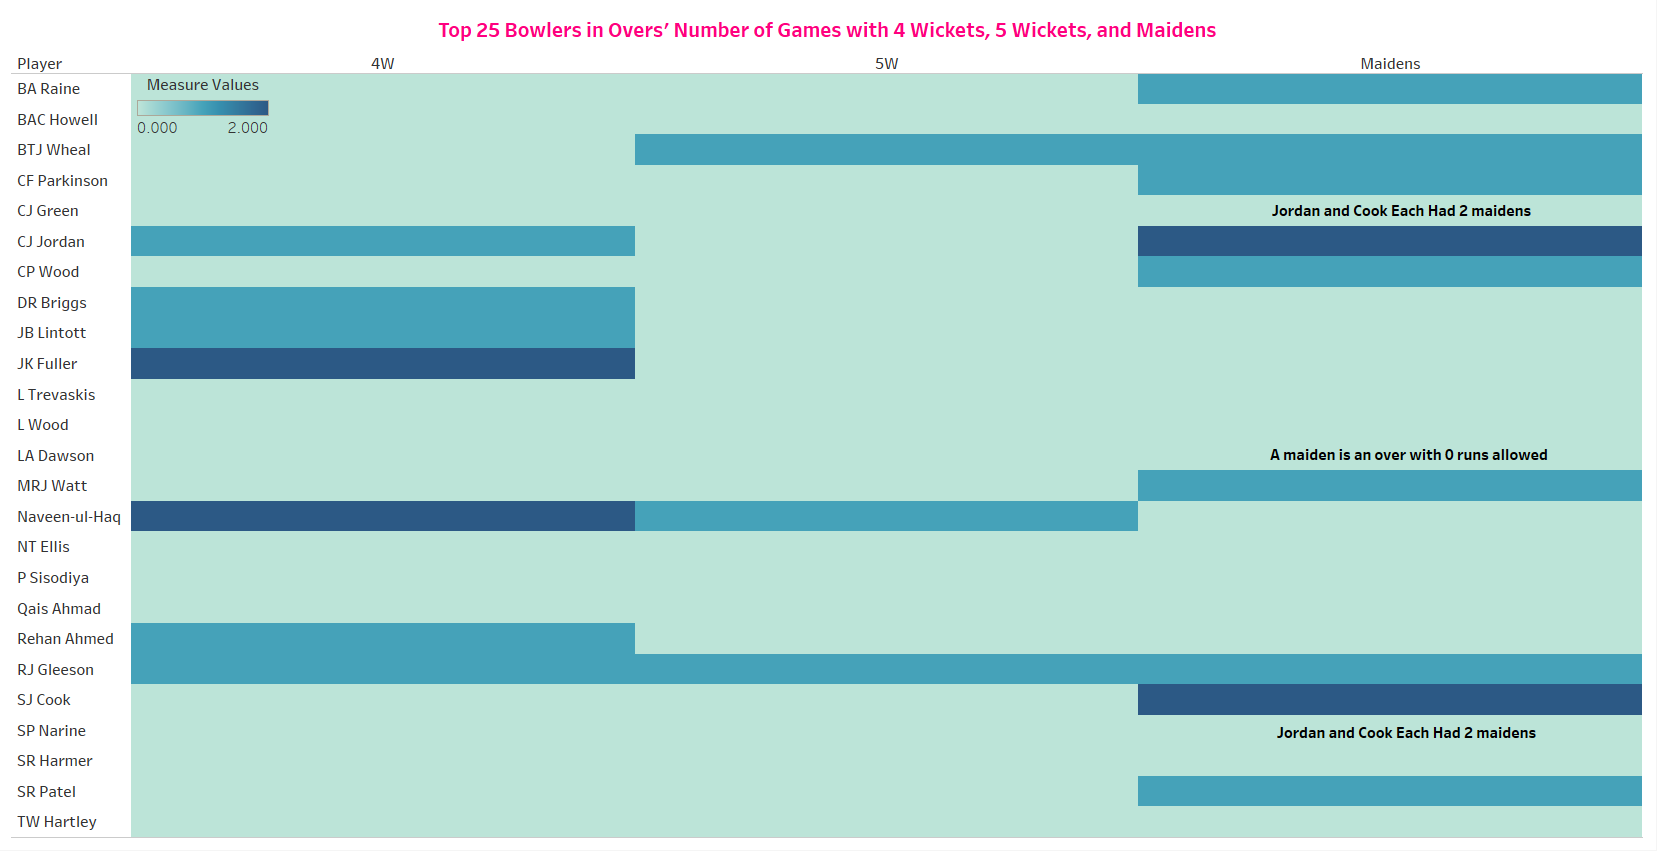 Top 25 Bowlers in Overs’ Number of Games with 4 Wickets, 5 Wickets, and Maidens
Player 4W 5W Maidens
BA Raine
Measure Values
0.000 2.000
BAC Howell
BTJ Wheal
CF Parkinson
CJ Green
Jordan and Cook Each Had 2 maidens
CJ Jordan
CP Wood
DR Briggs
JB Lintott
JK Fuller
L Trevaskis
L Wood
LA Dawson
A maiden is an over with 0 runs allowed
MRJ Watt
Naveen-ul-Haq
NT Ellis
P Sisodiya
Qais Ahmad
Rehan Ahmed
RJ Gleeson
SJ Cook
SP Narine
Jordan and Cook Each Had 2 maidens
SR Harmer
SR Patel
TW Hartley